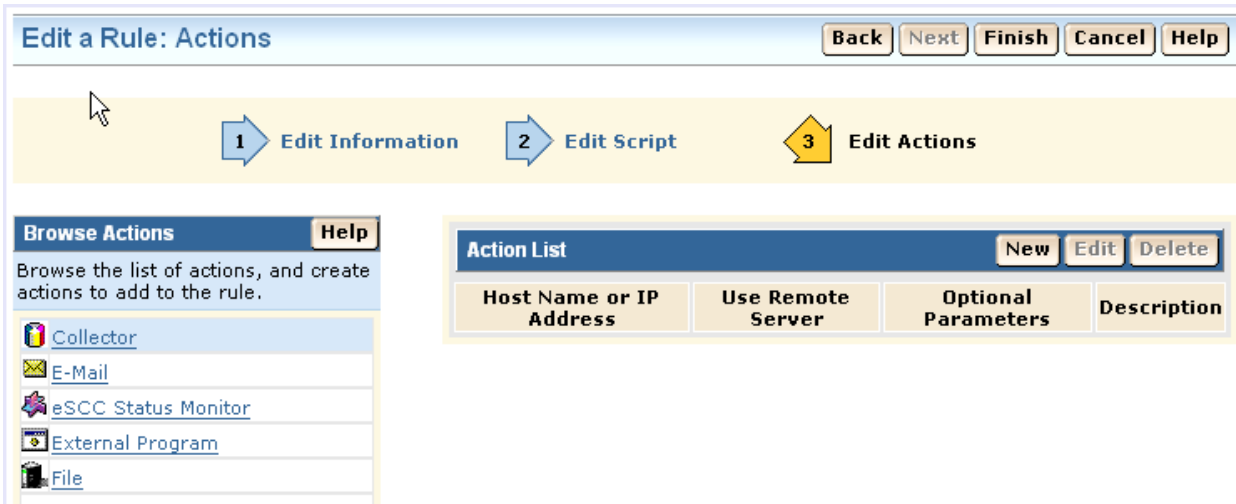 Edit a Rule: Actions
Back Next Finish Cancel Help
1 Edit Information 2 Edit Script 3 Edit Actions
Browse Actions Help
Browse the list of actions, and create
actions to add to the rule.
Collector
E-Mail
eSCC Status Monitor
External Program
File
Action List New Edit Delete
Host Name or IP
Address
Use Remote
Server
Optional
Parameters
Description